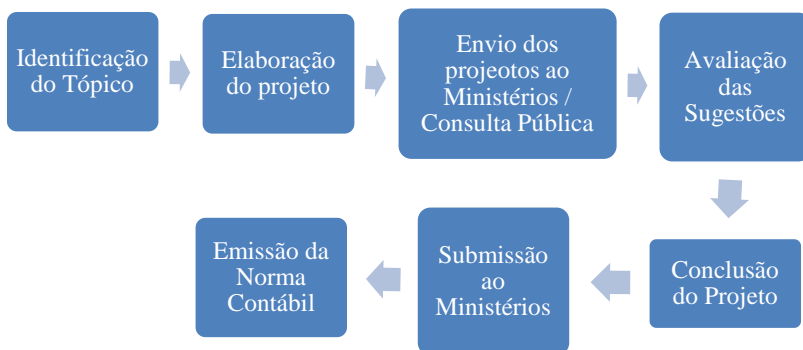 Identificação
do Tópico
Elaboração
do projeto
Envio dos
projeotos ao
Ministérios /
Consulta Pública
Avaliação
das
Sugestões
Conclusão
do Projeto
Submissão
ao
Ministérios
Emissão da
Norma
Contábil